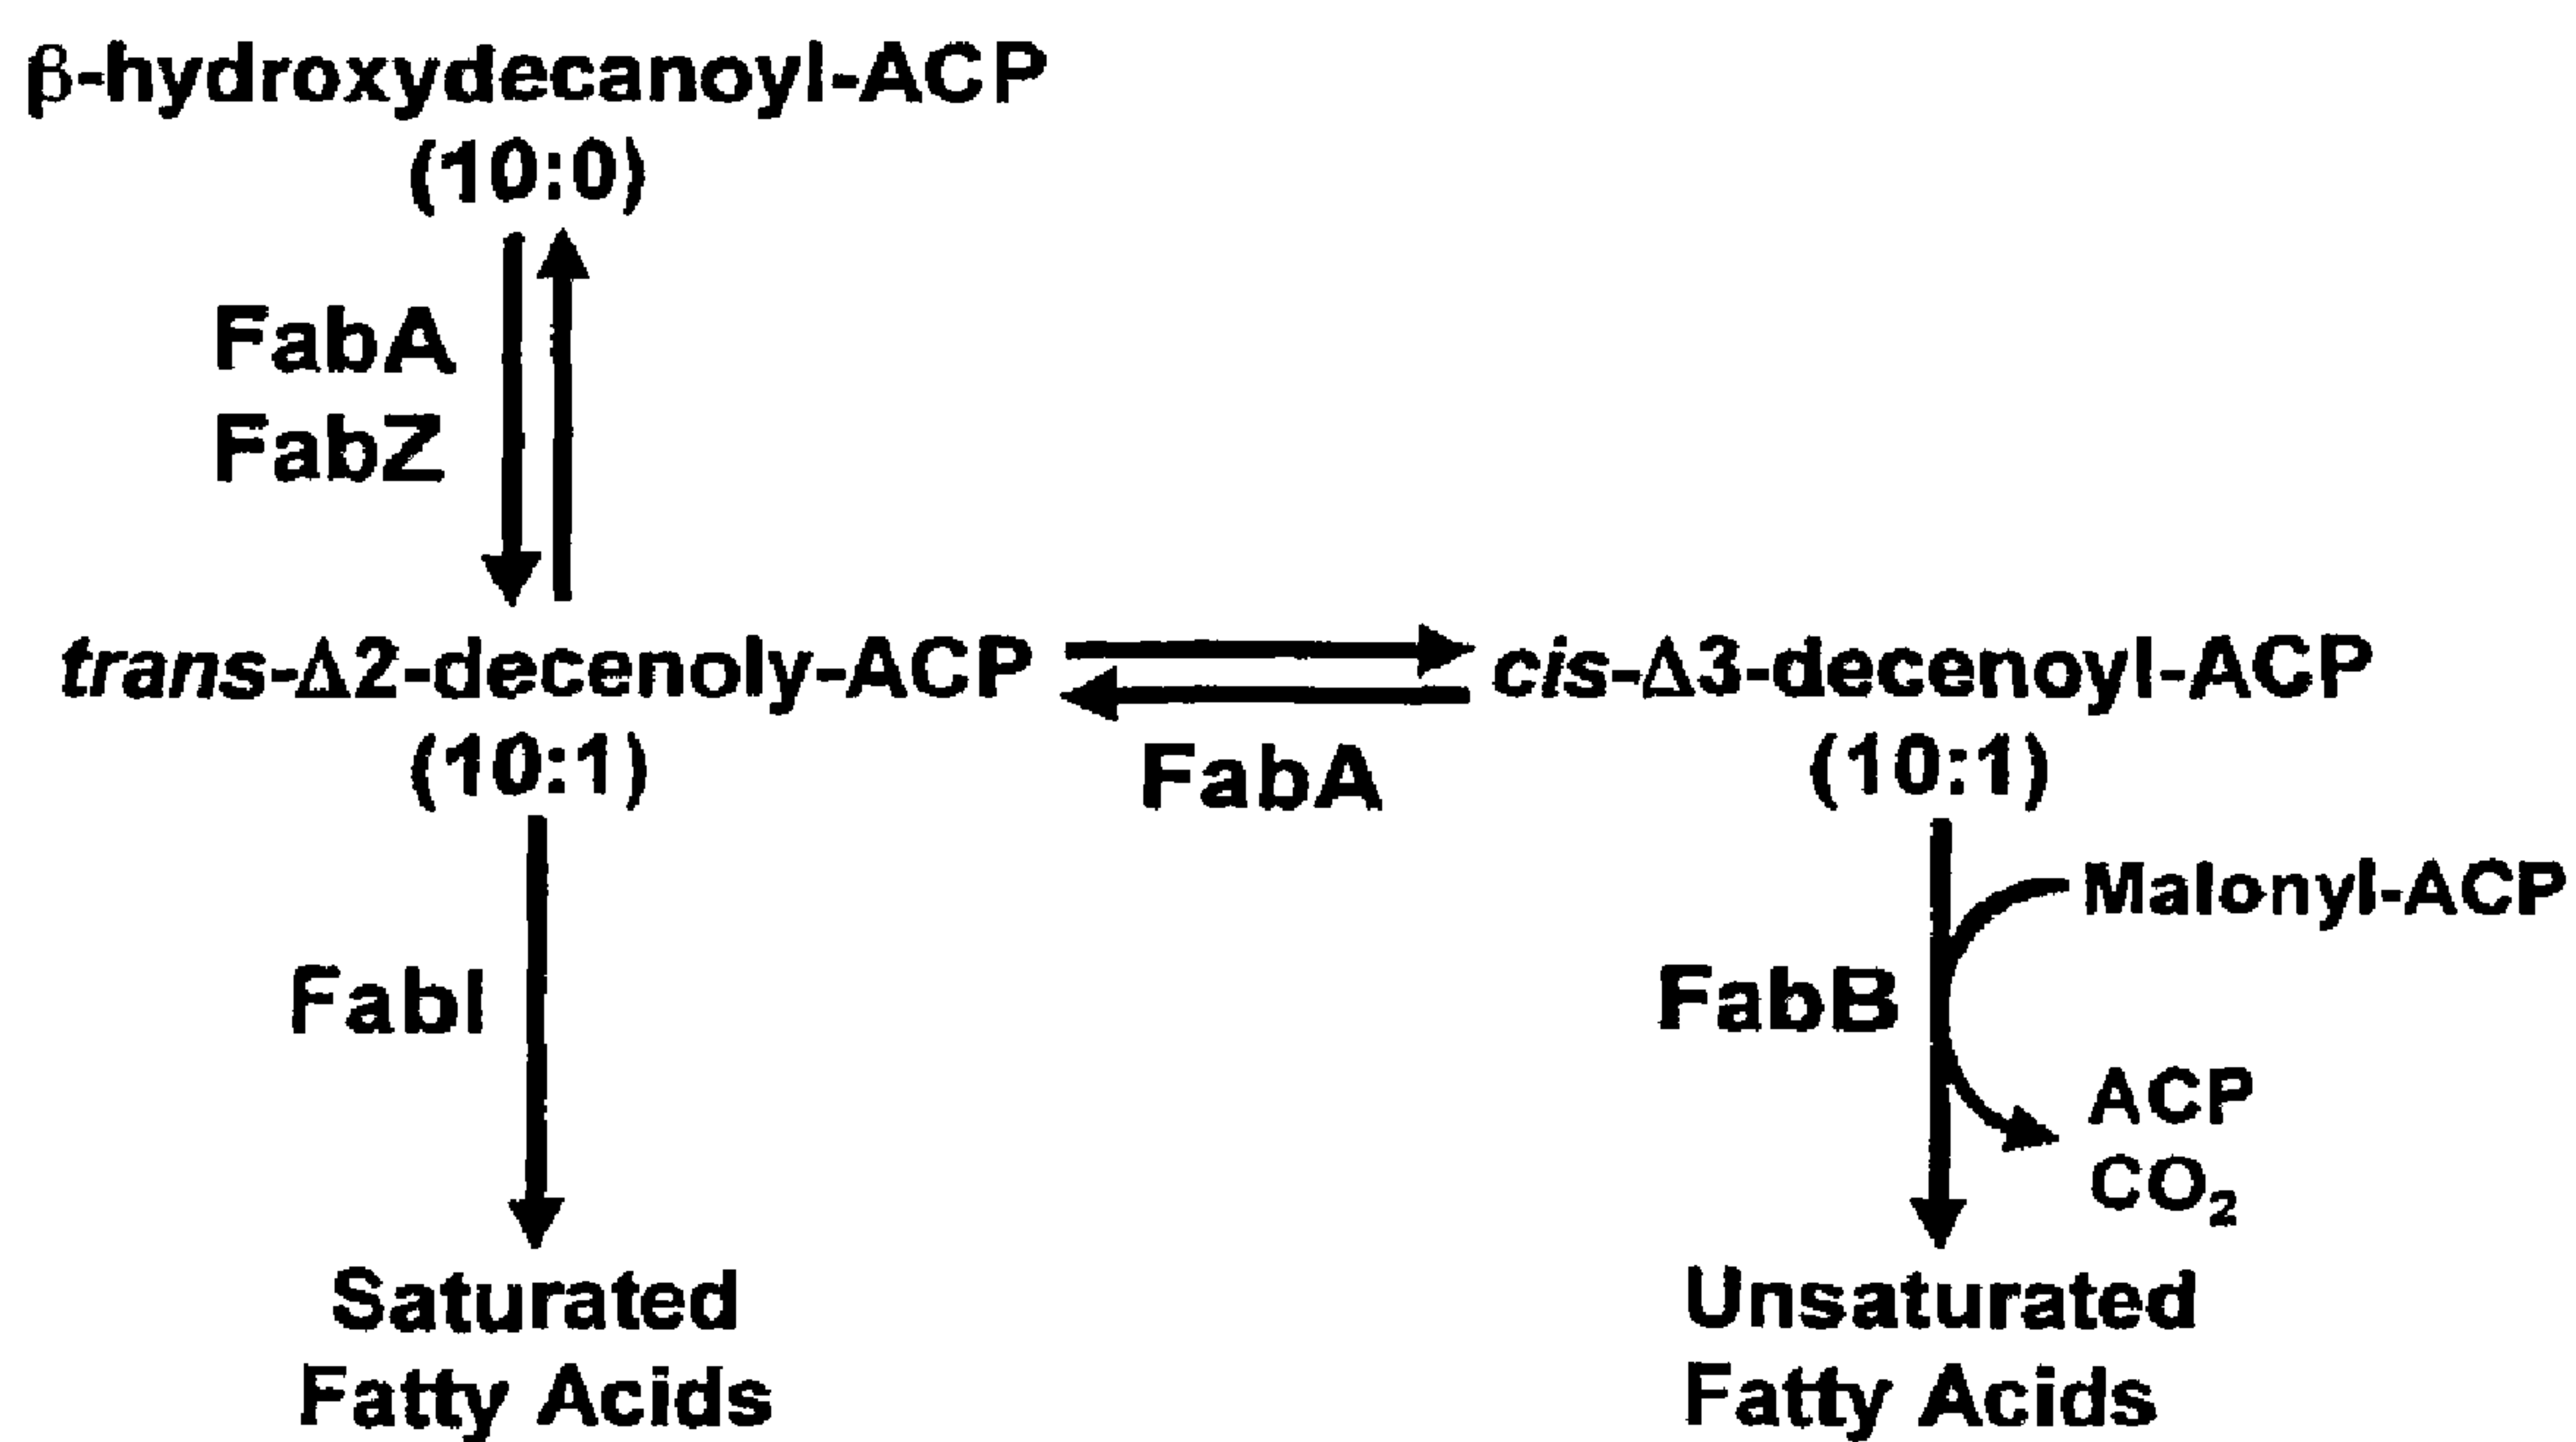 β-hydroxydecanoyl-ACP
(10:0)
FabA
FabZ
trans-Δ2-decenoly-ACP
(10:1)
FabA
cis-Δ3-decenoyl-ACP
(10:1)
FabI
Saturated
Fatty Acids
FabB
Malonyl-ACP
ACP
CO₂
Unsaturated
Fatty Acids